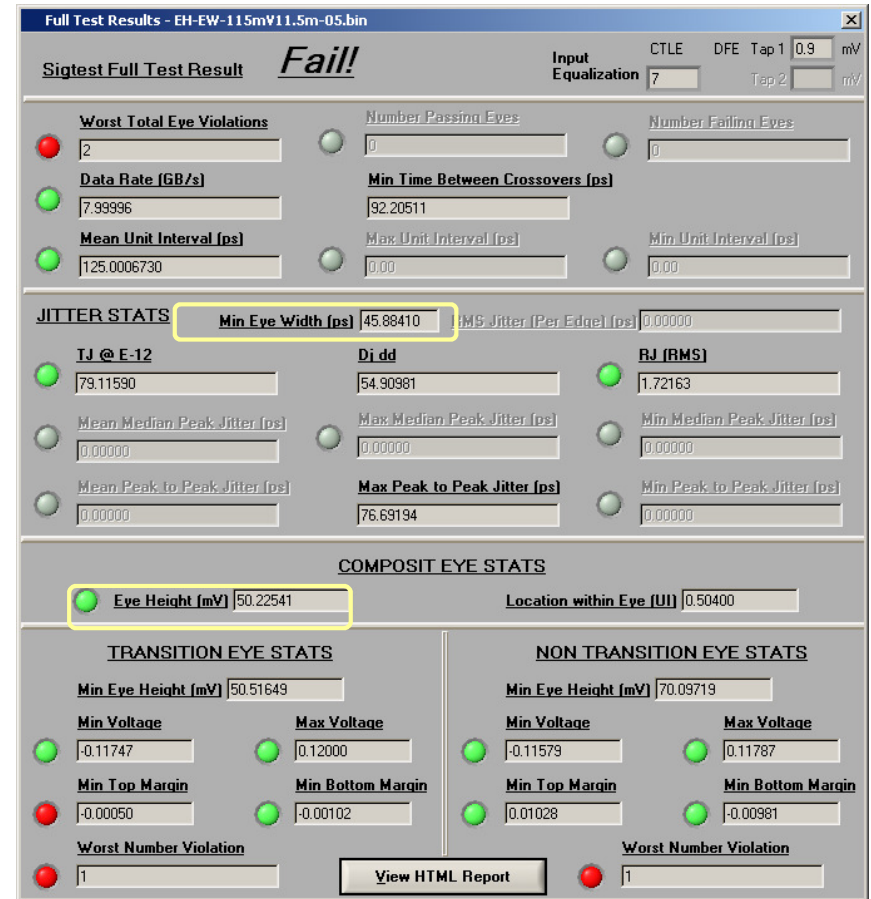 Full Test Results - EH-EW-115mV11.5m-05.bin
Sigtest Full Test Result Fail! Input Equalization CTLE 7 DFE Tap 1 0.9 mV
Tap 2 mV
Worst Total Eye Violations Number Passing Eyes Number Failing Eyes
2 0 0
Data Rate (GB/s) Min Time Between Crossovers (ps)
7.99996 92.20511
Mean Unit Interval (ps) Max Unit Interval (ps) Min Unit Interval (ps)
125.0006730 0.00 0.00
JITTER STATS Min Eye Width (ps) 45.88410 RMS Jitter (Per Edge) (ps) 0.00000
TJ @ E-12 Dj dd RJ (RMS)
79.11590 54.90981 1.72163
Mean Median Peak Jitter (ps) Max Median Peak Jitter (ps) Min Median Peak Jitter (ps)
0.00000 0.00000 0.00000
Mean Peak to Peak Jitter (ps) Max Peak to Peak Jitter (ps) Min Peak to Peak Jitter (ps)
0.00000 76.69194 0.00000
COMPOSIT EYE STATS
Eye Height (mV) 50.22541 Location within Eye (UI) 0.50400
TRANSITION EYE STATS NON TRANSITION EYE STATS
Min Eye Height (mV) 50.51649 Min Eye Height (mV) 70.09719
Min Voltage Max Voltage Min Voltage Max Voltage
-0.11747 0.12000 -0.11579 0.11787
Min Top Margin Min Bottom Margin Min Top Margin Min Bottom Margin
-0.00050 -0.00102 0.01028 -0.00981
Worst Number Violation Worst Number Violation
1 View HTML Report 1